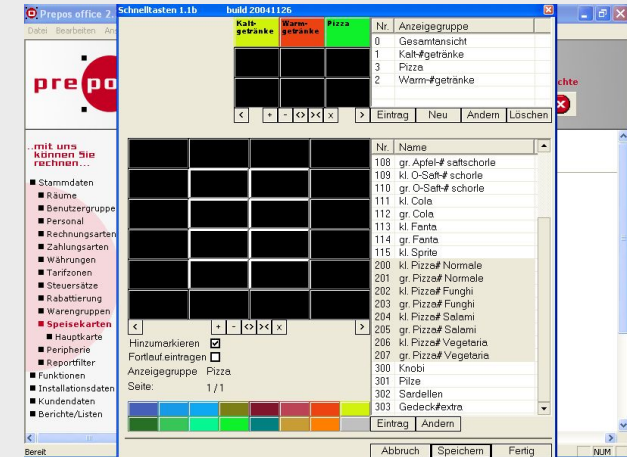 Prepos office 2.
Schnelltasten 1.1b build 20041126
Datei Bearbeiten An
Kalt-
getränke
Warm-
getränke
Pizza
Nr. Anzeigegruppe
0 Gesamtansicht
1 Kalt-#getränke
3 Pizza
2 Warm-#getränke
< + - <> >< x >
Eintrag Neu Andern Löschen
prepo
chte
..mit uns
können Sie
rechnen...
Stammdaten
Räume
Benutzergruppe
Personal
Rechnungsarten
Zahlungsarten
Währungen
Tarifzonen
Steuersätze
Rabattierung
Warengruppen
Speisekarten
Hauptkarte
Peripherie
Reportfilter
Funktionen
Installationsdaten
Kundendaten
Berichte/Listen
Nr. Name
108 gr. Apfel-# saftschorle
109 kl. O-Saft-# schorle
110 gr. O-Saft-# schorle
111 kl. Cola
112 gr. Cola
113 kl. Fanta
114 gr. Fanta
115 kl. Sprite
200 kl. Pizza# Normale
201 gr. Pizza# Normale
202 kl. Pizza# Funghi
203 gr. Pizza# Funghi
204 kl. Pizza# Salami
205 gr. Pizza# Salami
206 kl. Pizza# Vegetaria
207 gr. Pizza# Vegetaria
300 Knobi
301 Pilze
302 Sardellen
303 Gedeck#extra
< + - <> >< x >
Hinzumarkieren
Fortlauf.eintragen
Anzeigegruppe Pizza
Seite: 1/1
Eintrag Andern
Abbruch Speichern Fertig
Bereit
NUM